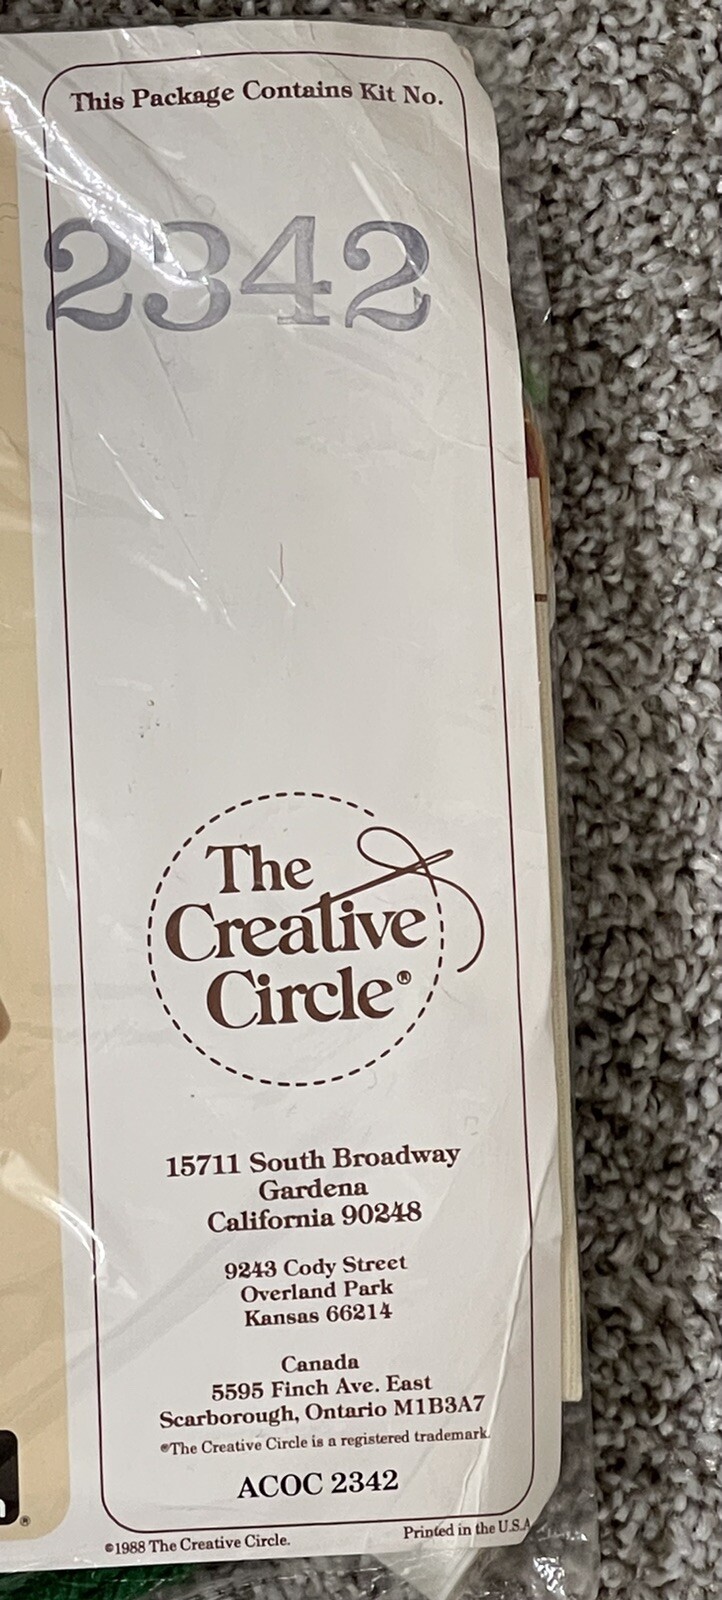 This Package Contains Kit No.
2342
The
Creative
Circle®
15711 South Broadway
Gardena
California 90248
9243 Cody Street
Overland Park
Kansas 66214
Canada
5595 Finch Ave. East
Scarborough, Ontario M1B3A7
®The Creative Circle is a registered trademark.
ACOC 2342
©1988 The Creative Circle.
Printed in the U.S.A
®